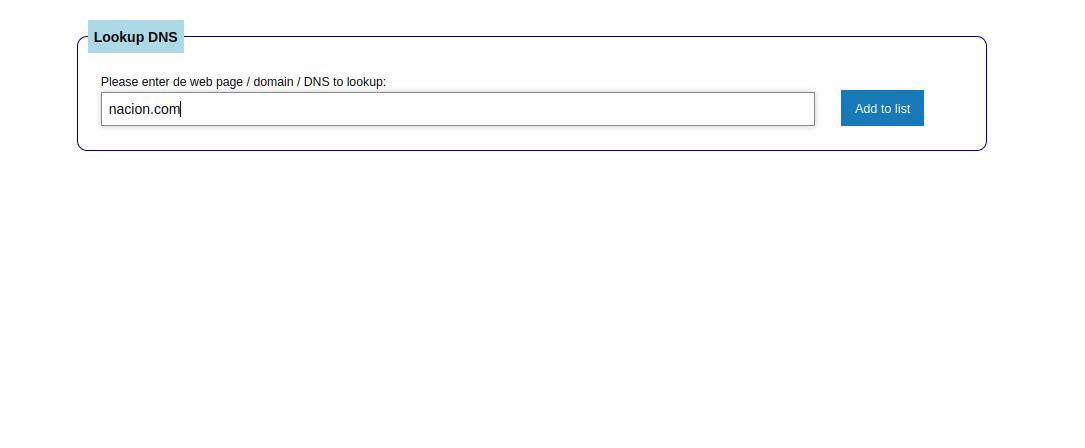 Lookup DNS
Please enter de web page / domain / DNS to lookup:
nacion.com
Add to list